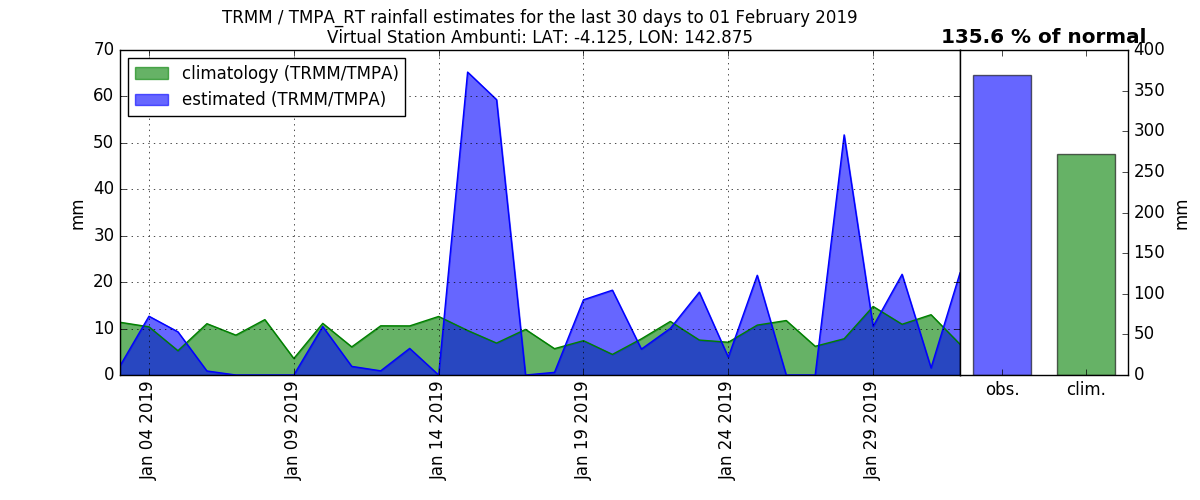 TRMM / TMPA_RT rainfall estimates for the last 30 days to 01 February 2019
Virtual Station Ambunti: LAT: -4.125, LON: 142.875
135.6 % of normal
climatology (TRMM/TMPA)
estimated (TRMM/TMPA)
70
60
50
40
30
20
10
0
mm
Jan 04 2019
Jan 09 2019
Jan 14 2019
Jan 19 2019
Jan 24 2019
Jan 29 2019
obs.
clim.
400
350
300
250
200
150
100
50
0
mm